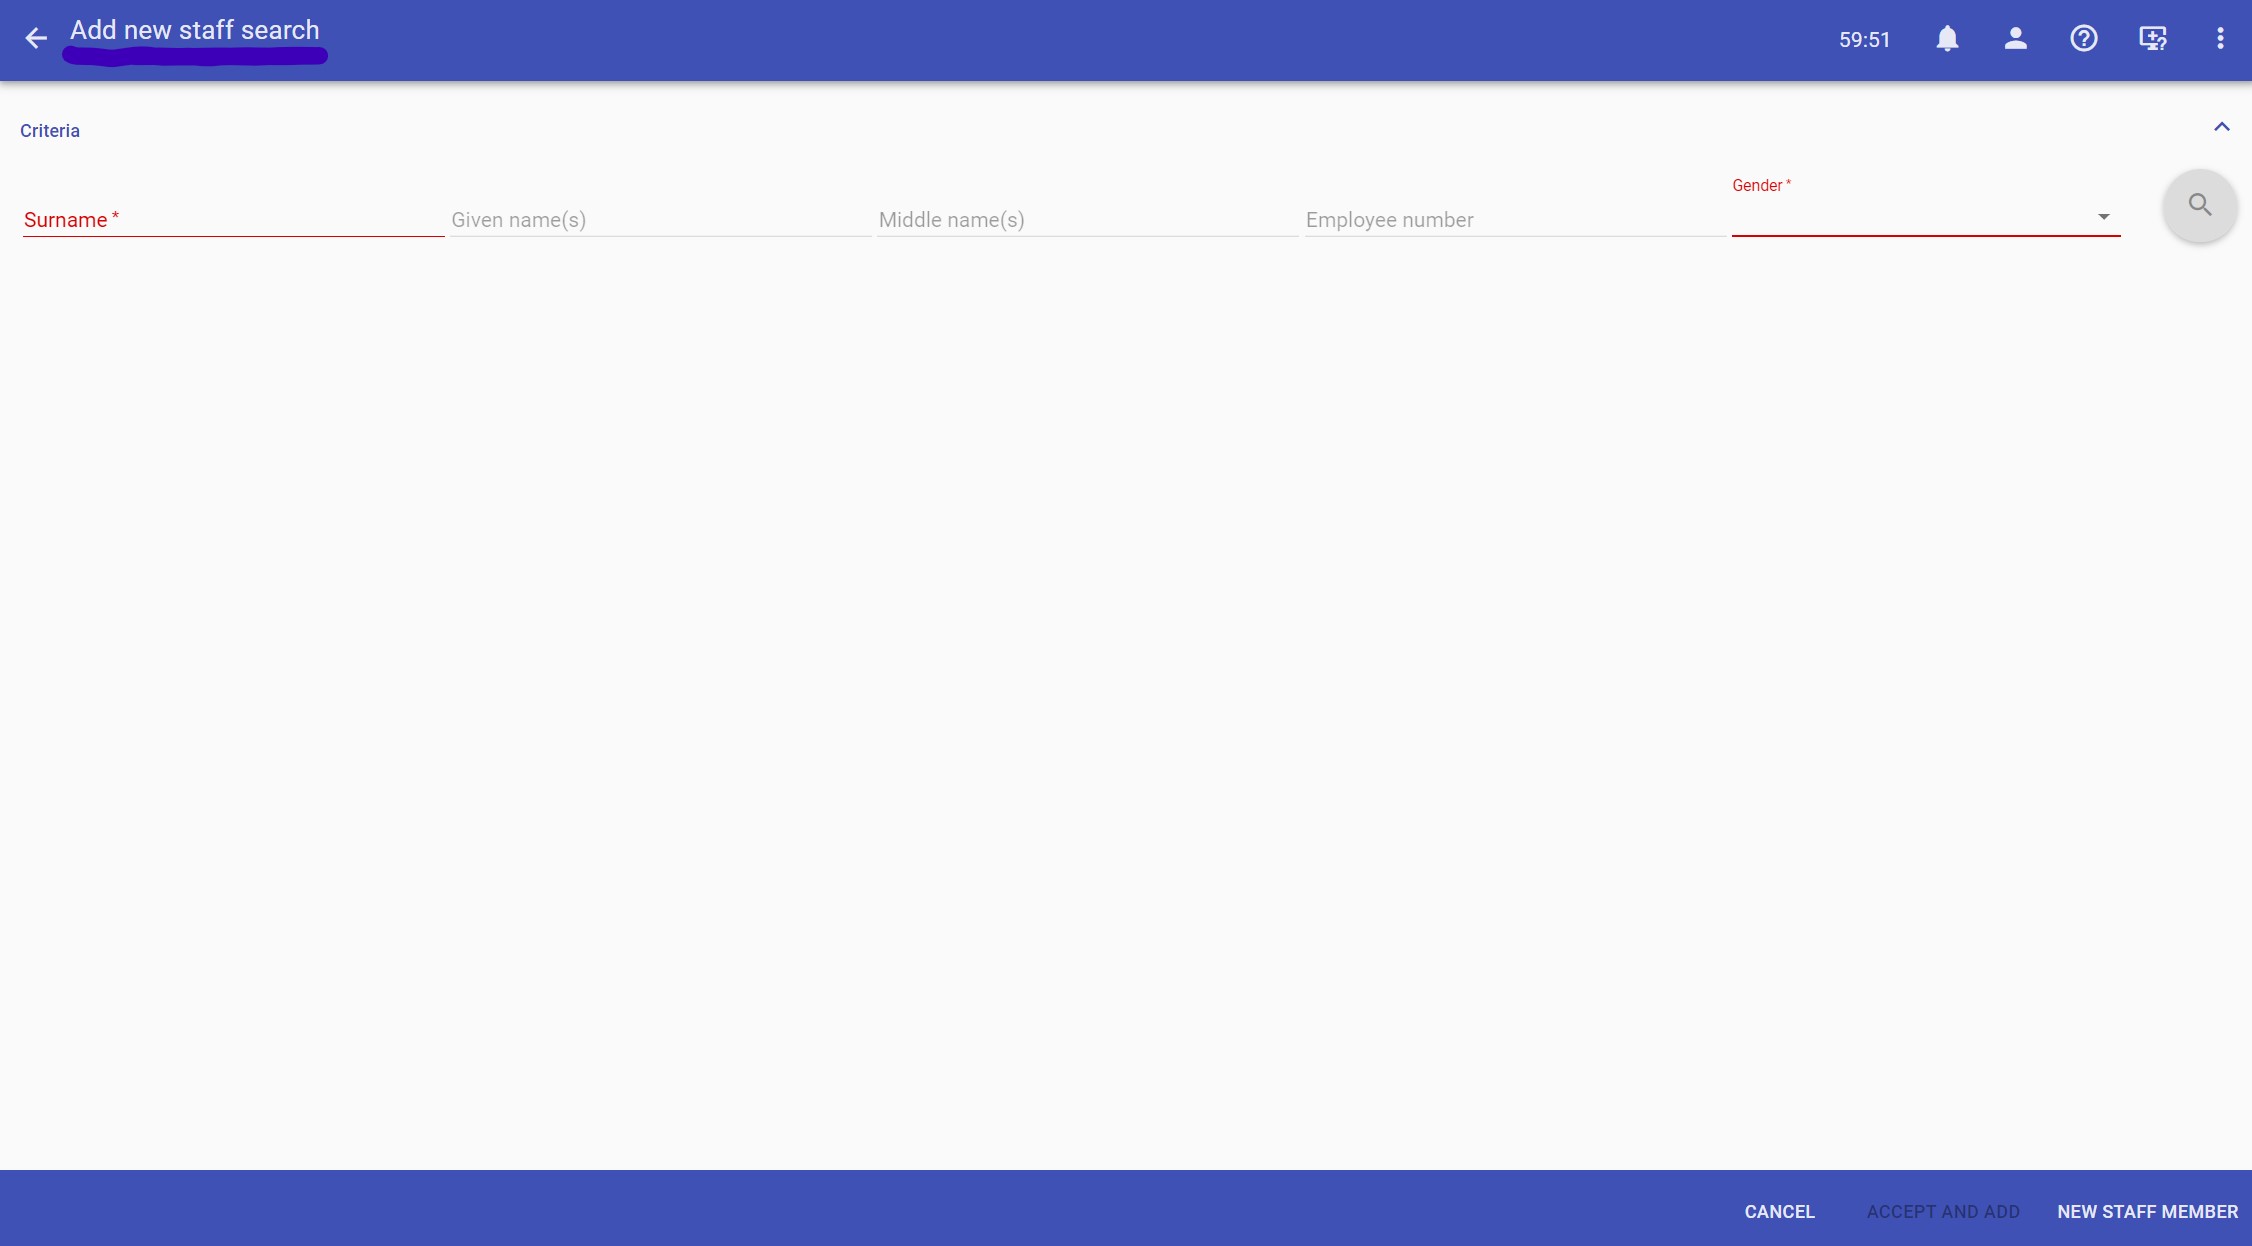 Add new staff search
59:51
Criteria
Surname *
Given name(s)
Middle name(s)
Employee number
Gender *
CANCEL
ACCEPT AND ADD
NEW STAFF MEMBER